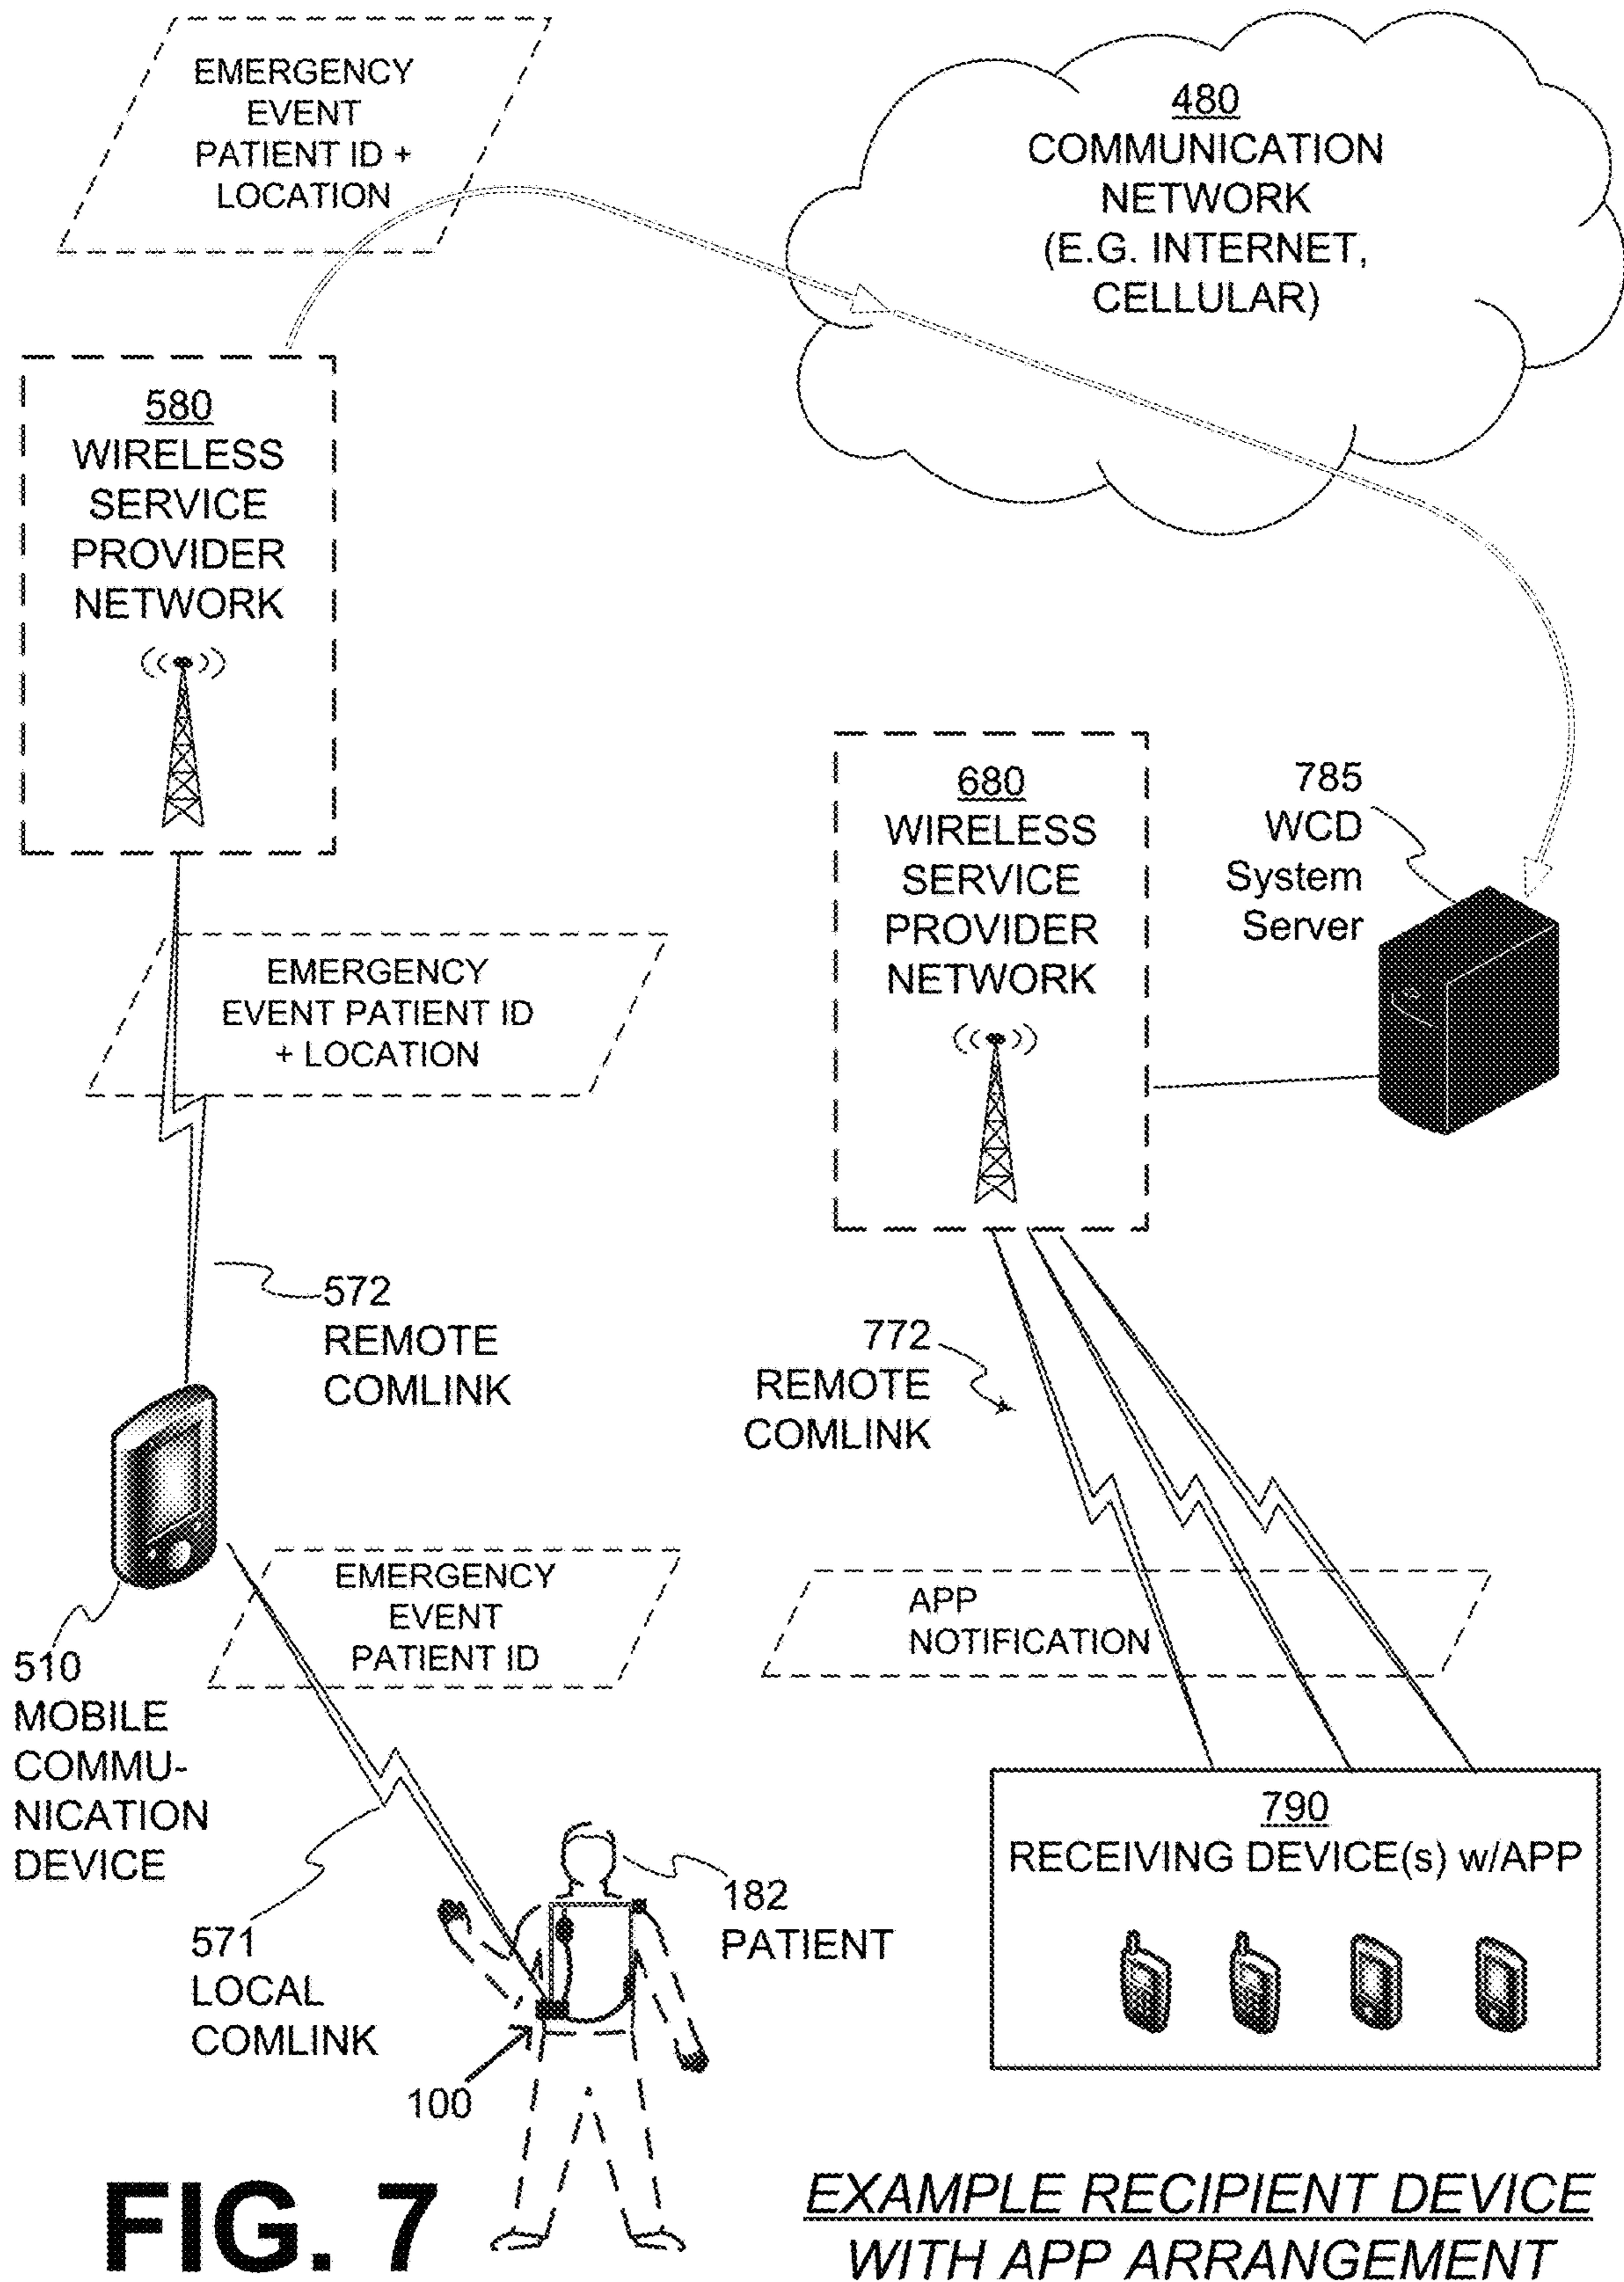 EMERGENCY
EVENT
PATIENT ID +
LOCATION
480
COMMUNICATION
NETWORK
(E.G. INTERNET,
CELLULAR)
580
WIRELESS
SERVICE
PROVIDER
NETWORK
680
WIRELESS
SERVICE
PROVIDER
NETWORK
785
WCD
System
Server
EMERGENCY
EVENT PATIENT ID
+ LOCATION
572
REMOTE
COMLINK
772
REMOTE
COMLINK
EMERGENCY
EVENT
PATIENT ID
APP
NOTIFICATION
510
MOBILE
COMMU-
NICATION
DEVICE
790
RECEIVING DEVICE(s) w/APP
182
PATIENT
571
LOCAL
COMLINK
100
FIG. 7
EXAMPLE RECIPIENT DEVICE
WITH APP ARRANGEMENT